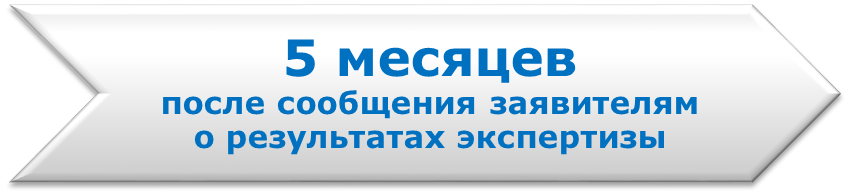 5 месяцев
после сообщения заявителям
о результатах экспертизы